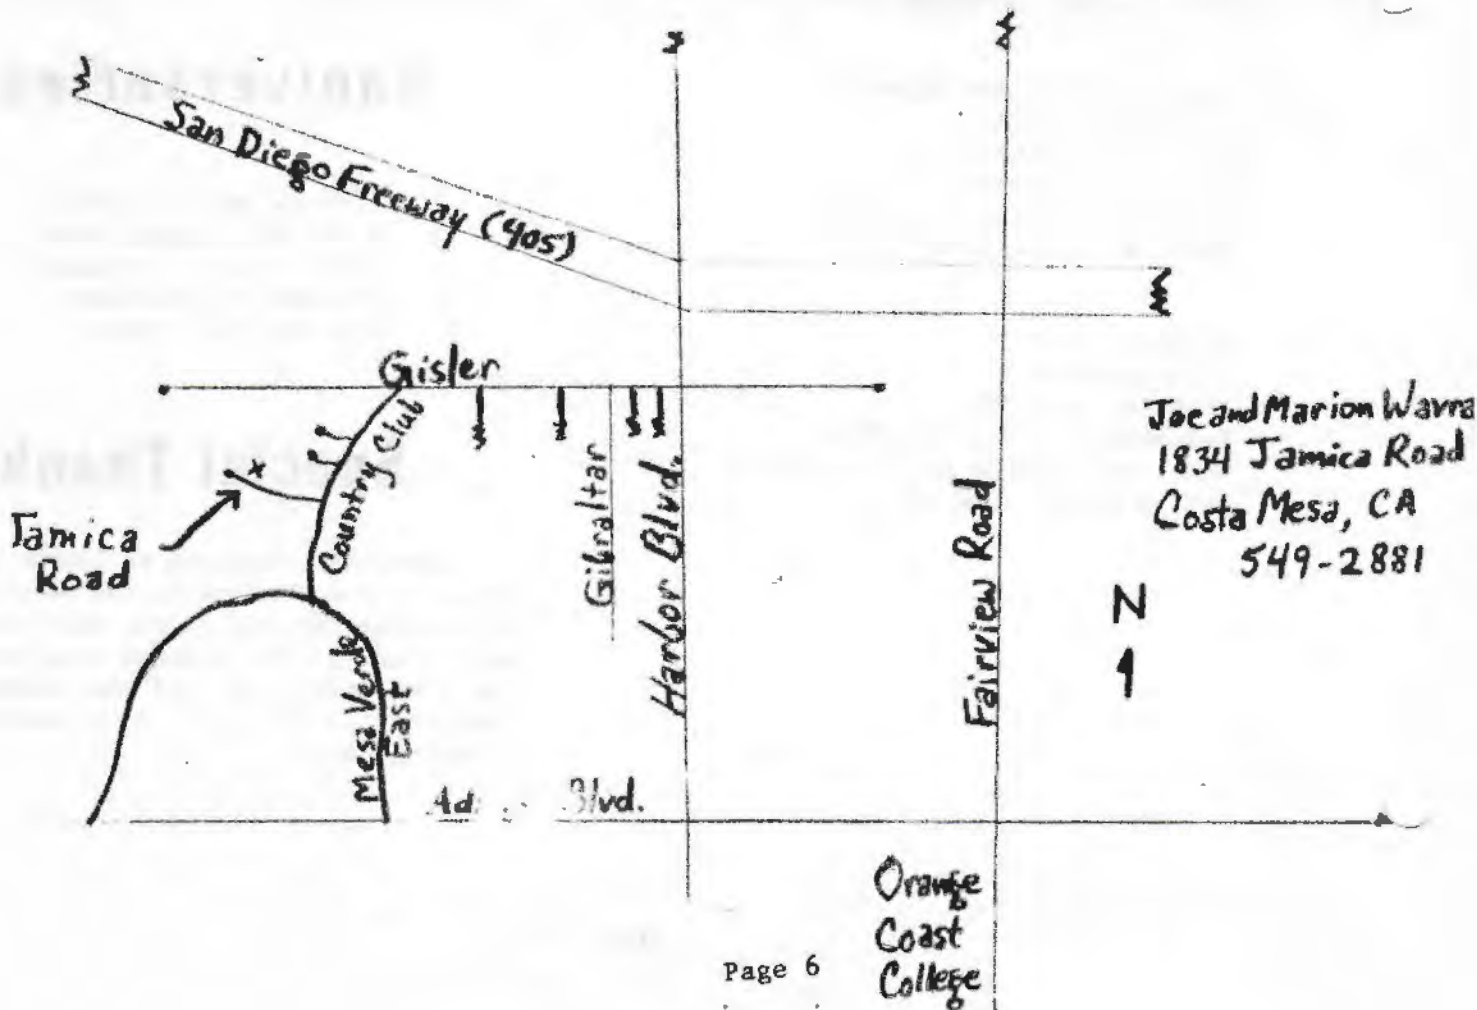 San Diego Freeway (405)
Gisler
Country Club
Gibraltar
Harbor Blvd.
Fairview Road
Joe and Marion Wavra
1834 Jamica Road
Costa Mesa, CA
549-2881
N
Jamica
Road
Mesa Verde
East
Blvd.
Orange
Coast
College
Page 6